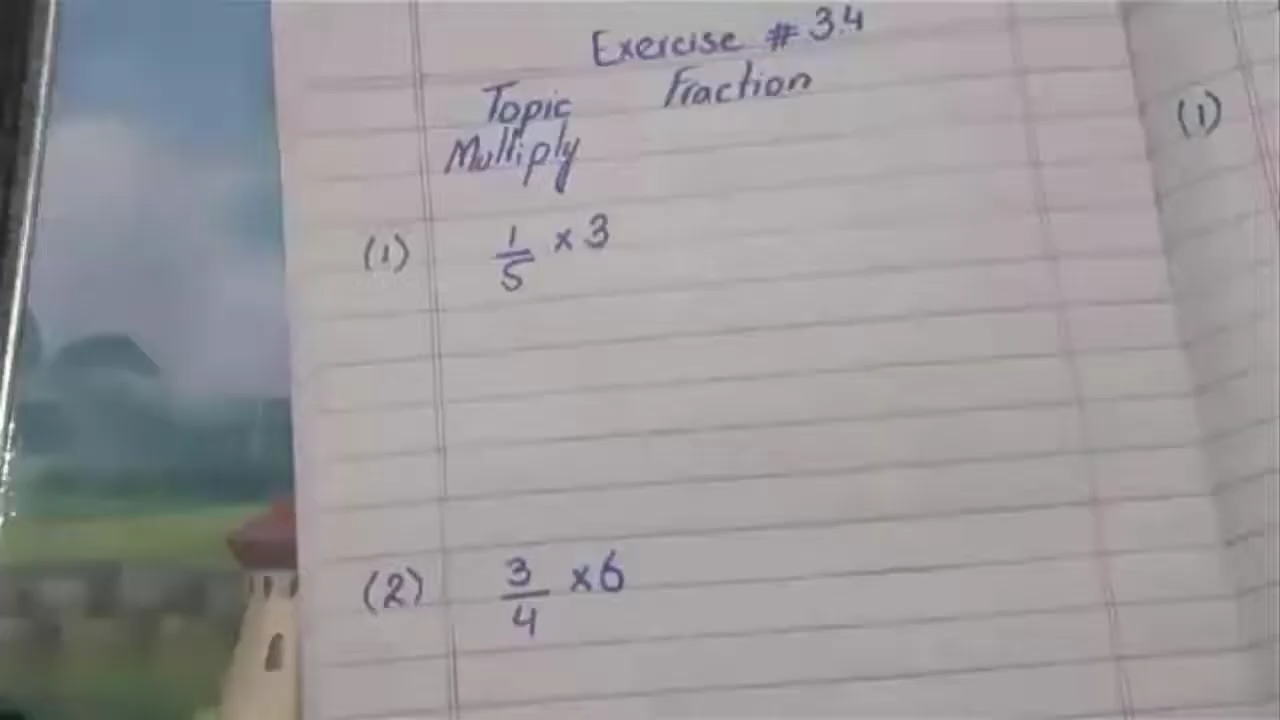 Exercise # 3.4
Topic Fraction
Multiply
(1) 1/5 × 3
(2) 3/4 × 6
(1)